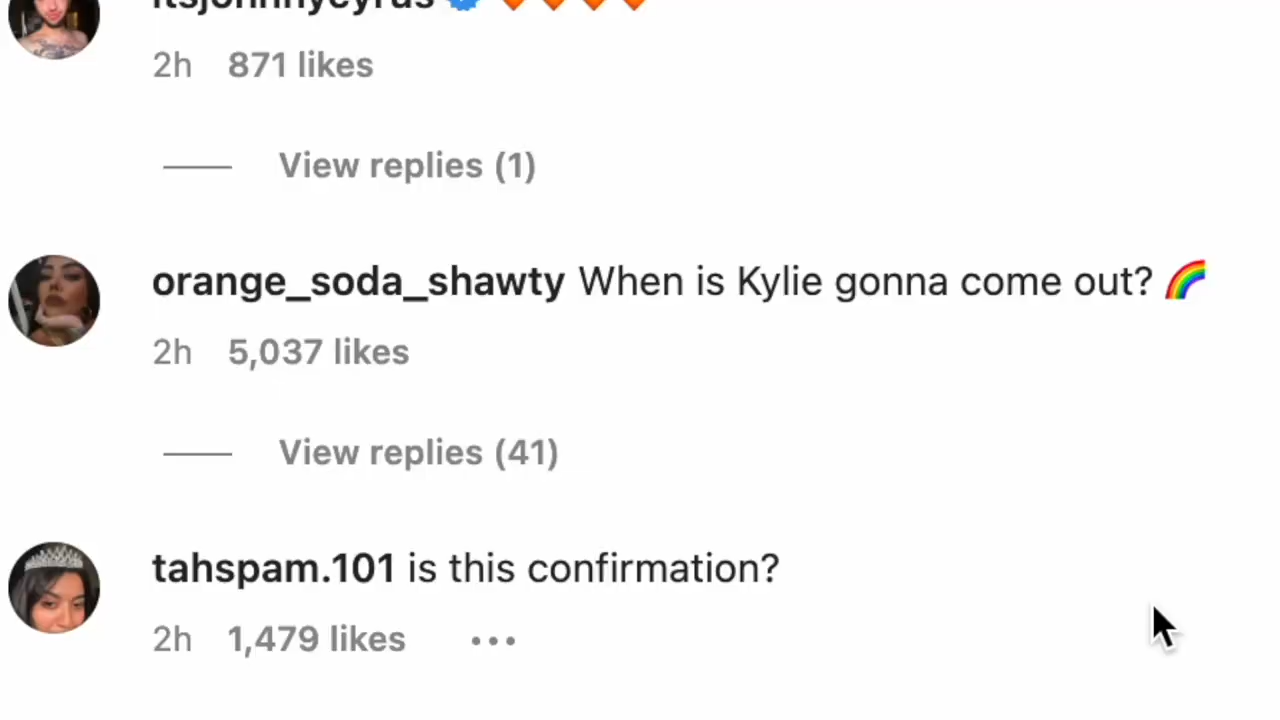 itsjohnnycyrus 🧡🧡🧡🧡
2h 871 likes
View replies (1)
orange_soda_shawty When is Kylie gonna come out? 🌈
2h 5,037 likes
View replies (41)
tahspam.101 is this confirmation?
2h 1,479 likes •••